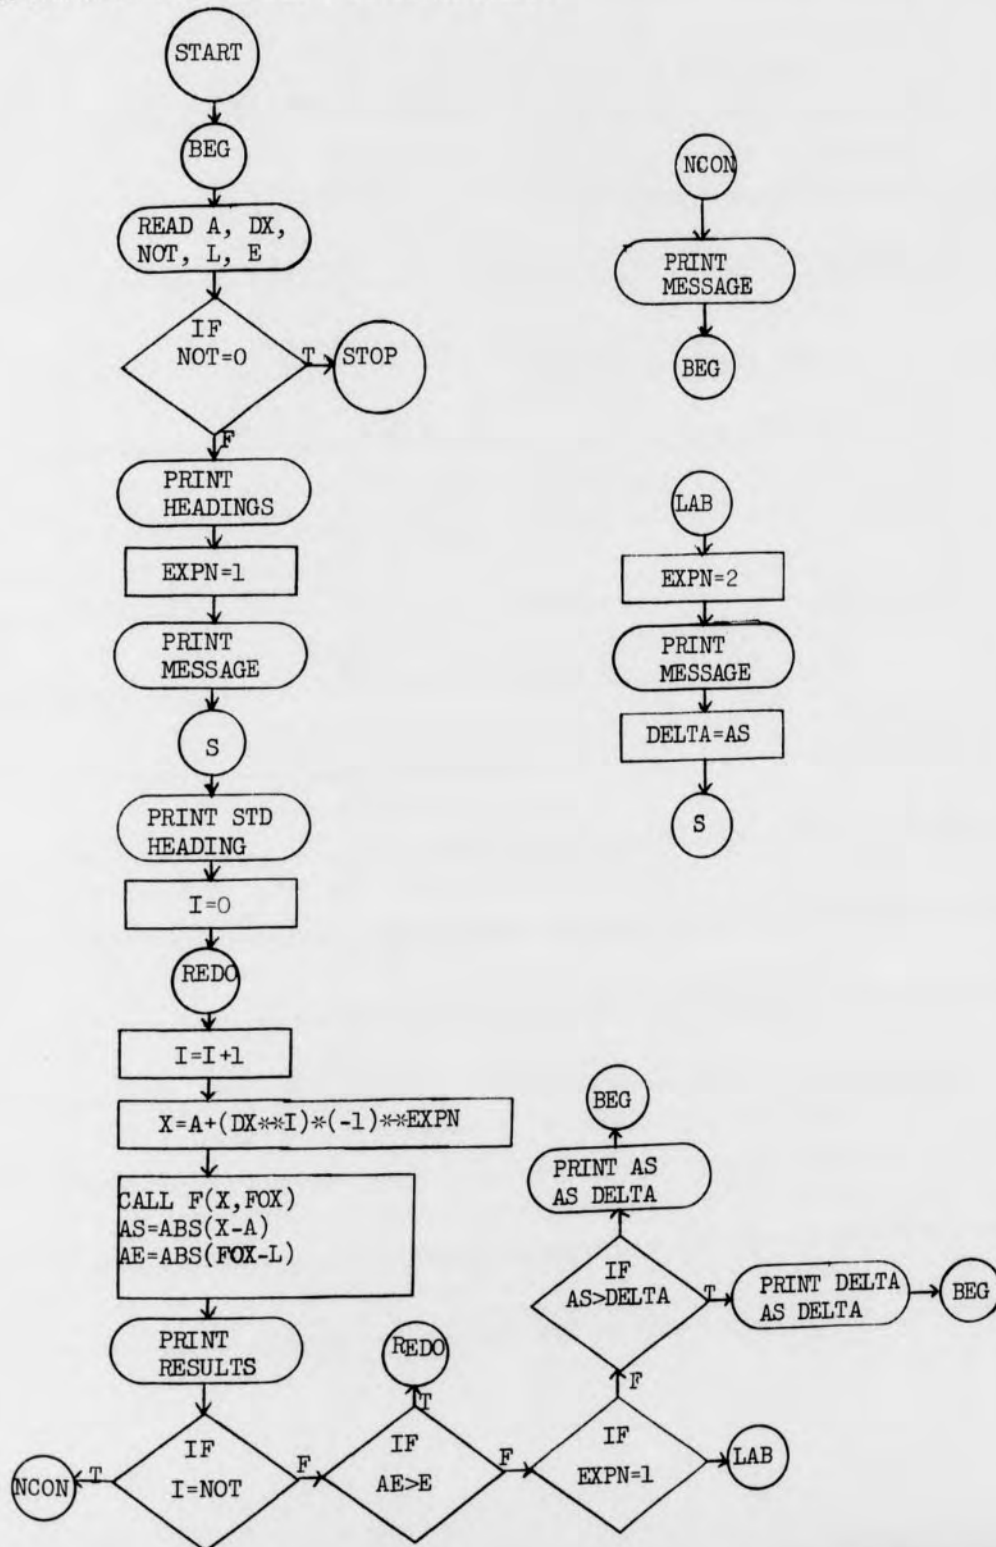 START
BEG
READ A, DX,
NOT, L, E
IF
NOT=0
T
STOP
F
PRINT
HEADINGS
EXPN=1
PRINT
MESSAGE
S
PRINT STD
HEADING
I=0
REDO
I=I+1
X=A+(DX**I)*(-1)**EXPN
CALL F(X,FOX)
AS=ABS(X-A)
AE=ABS(FOX-L)
PRINT
RESULTS
IF
I=NOT
T
NCON
F
IF
AE>E
T
REDO
F
IF
EXPN=1
LAB
F
IF
AS>DELTA
T
PRINT DELTA
AS DELTA
BEG
PRINT AS
AS DELTA
BEG
NCON
PRINT
MESSAGE
BEG
LAB
EXPN=2
PRINT
MESSAGE
DELTA=AS
S